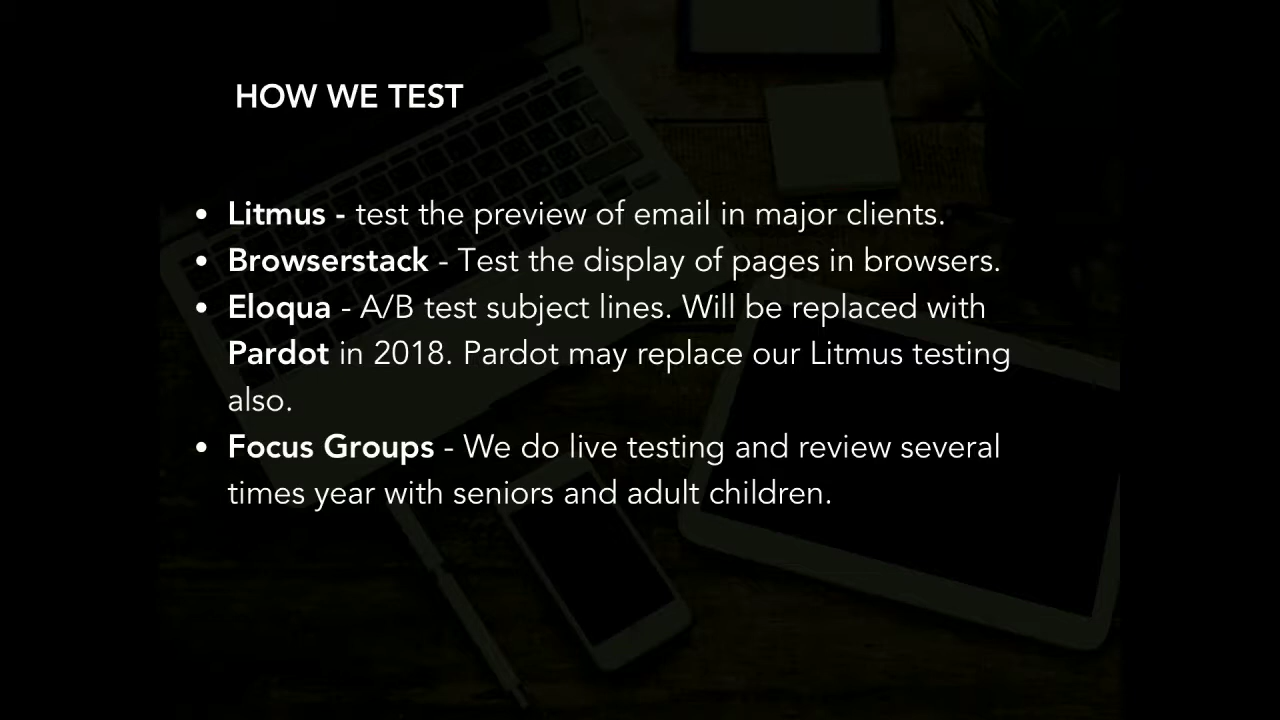 HOW WE TEST
• Litmus - test the preview of email in major clients.
• Browserstack - Test the display of pages in browsers.
• Eloqua - A/B test subject lines. Will be replaced with
Pardot in 2018. Pardot may replace our Litmus testing
also.
• Focus Groups - We do live testing and review several
times year with seniors and adult children.